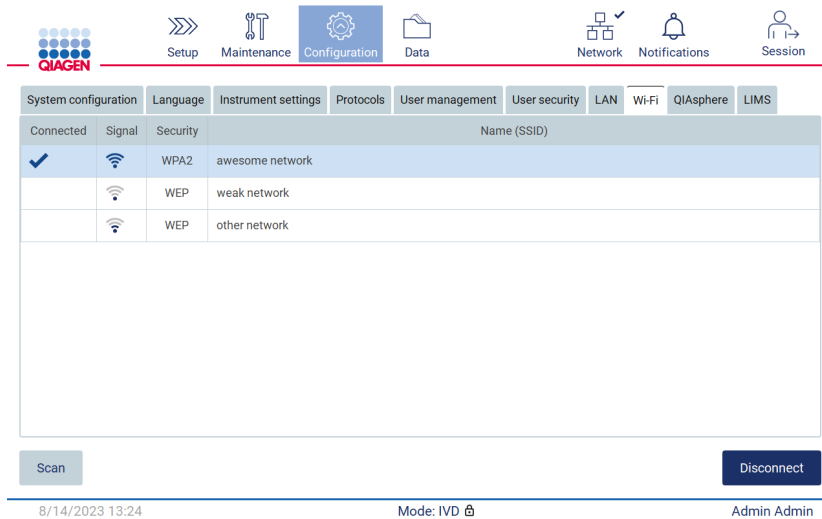 QIAGEN
Setup Maintenance Configuration Data Network Notifications Session
System configuration Language Instrument settings Protocols User management User security LAN Wi-Fi QIAsphere LIMS
Connected Signal Security Name (SSID)
WPA2 awesome network
WEP weak network
WEP other network
Scan Disconnect
8/14/2023 13:24 Mode: IVD Admin Admin